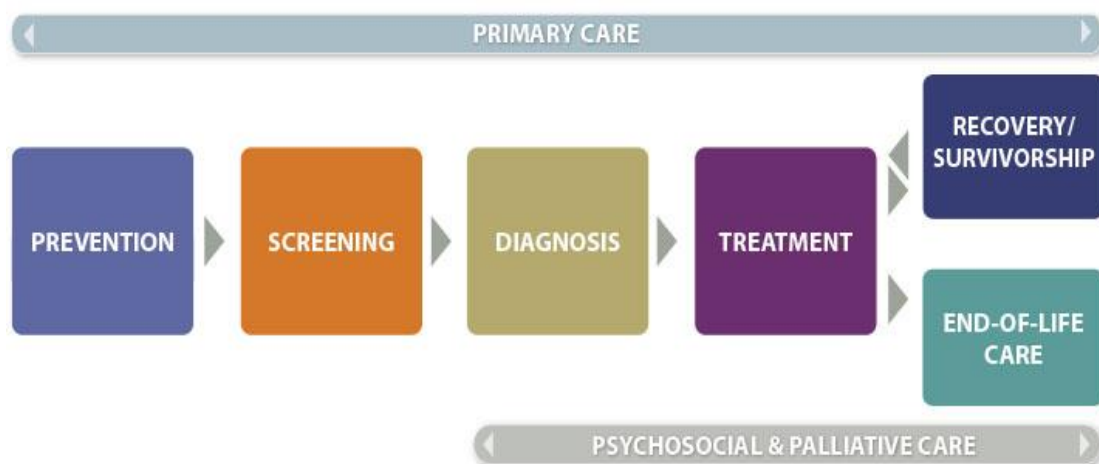 PRIMARY CARE
PREVENTION
SCREENING
DIAGNOSIS
TREATMENT
RECOVERY/
SURVIVORSHIP
END-OF-LIFE
CARE
PSYCHOSOCIAL & PALLIATIVE CARE